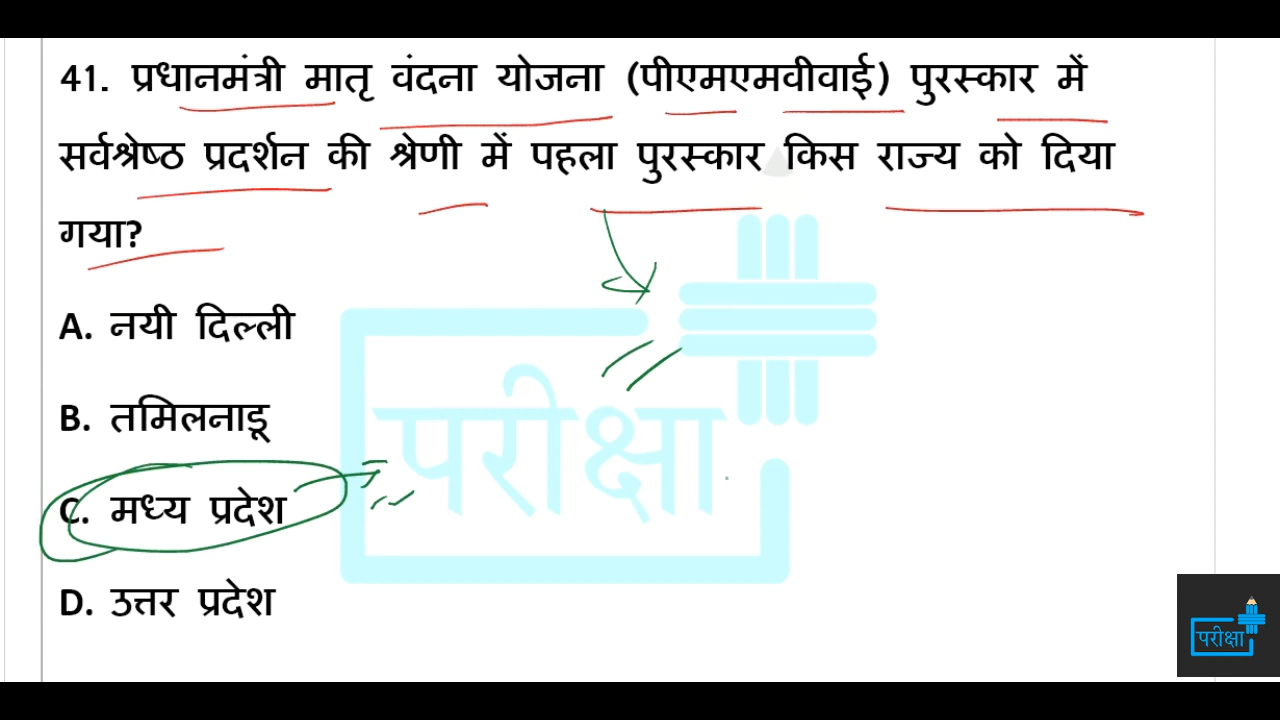 41. प्रधानमंत्री मातृ वंदना योजना (पीएमएमवीवाई) पुरस्कार में
सर्वश्रेष्ठ प्रदर्शन की श्रेणी में पहला पुरस्कार किस राज्य को दिया
गया?
A. नयी दिल्ली
B. तमिलनाडू
परीक्षा
C. मध्य प्रदेश
D. उत्तर प्रदेश
परीक्षा